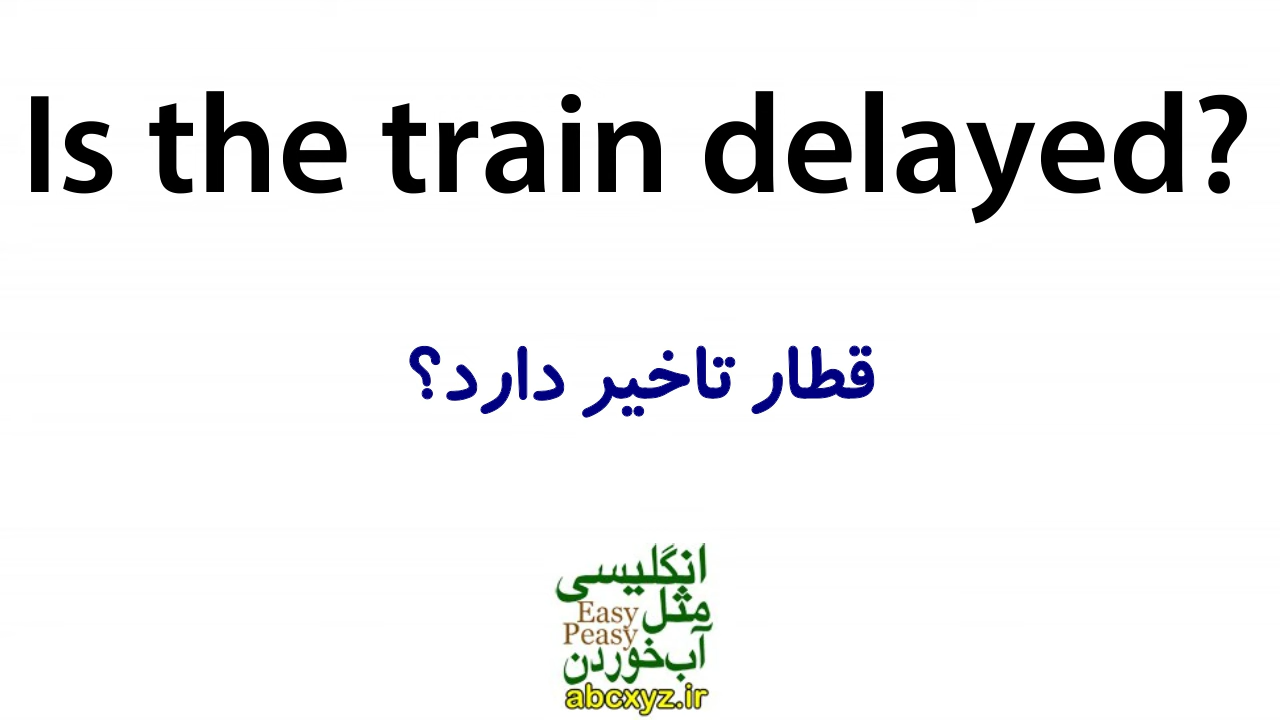 Is the train delayed?
قطار تاخیر دارد؟
انگلیسی
مثل
Easy
Peasy
آب‌خوردن
abcxyz.ir